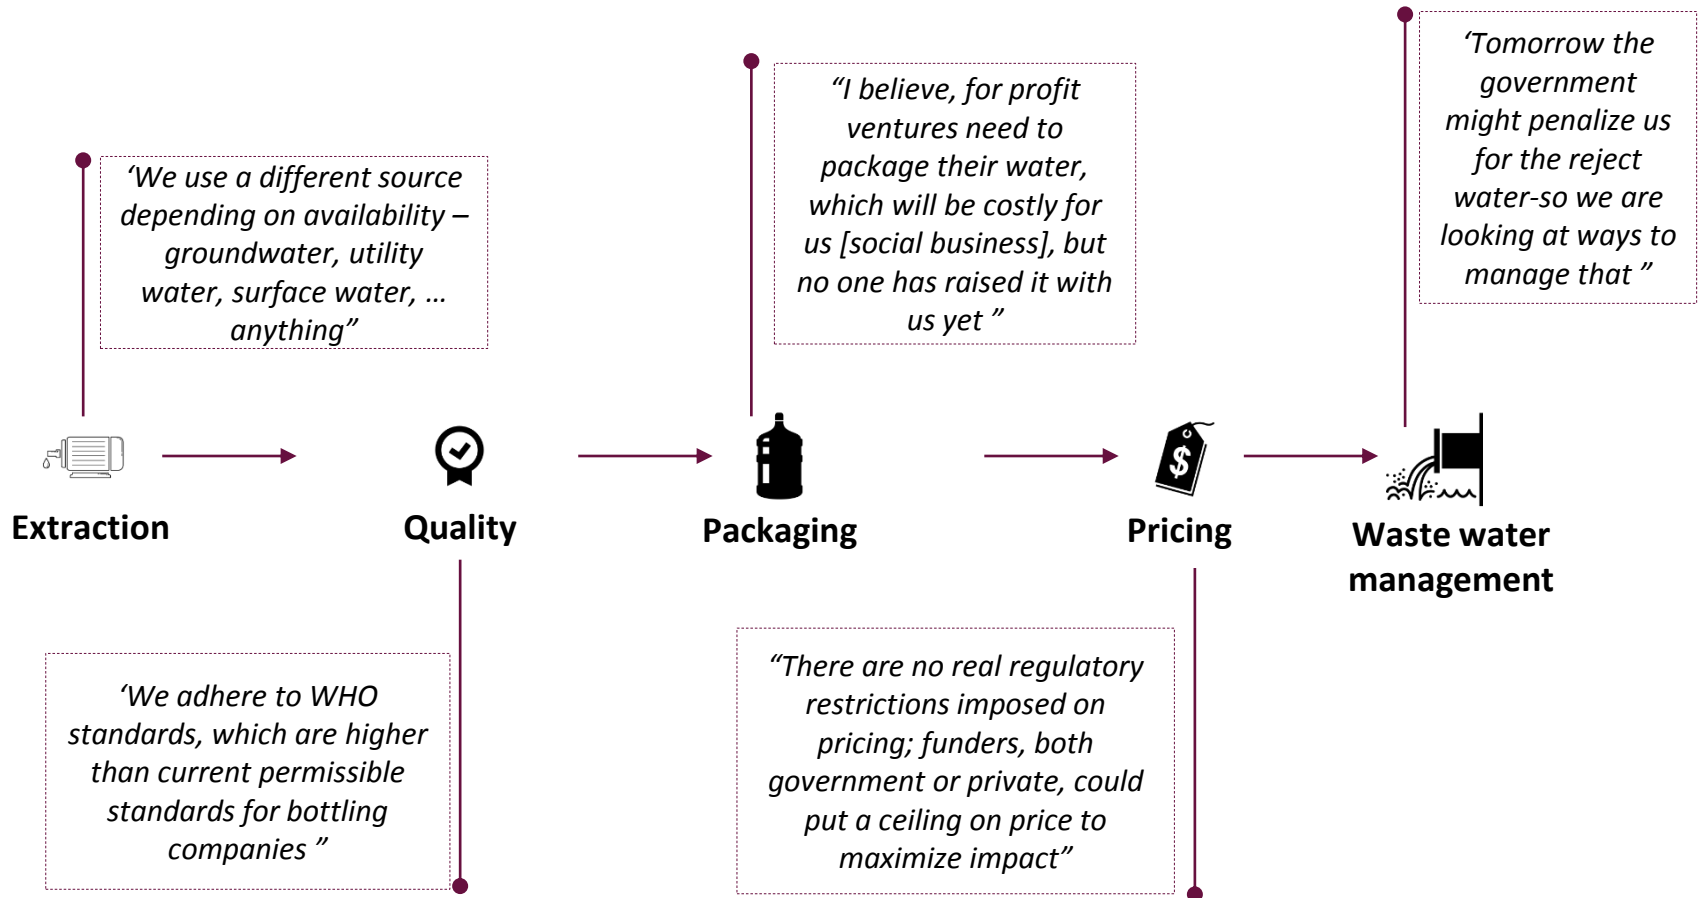 ‘Tomorrow the
government
might penalize us
for the reject
water-so we are
looking at ways to
manage that ”
“I believe, for profit
ventures need to
package their water,
which will be costly for
us [social business], but
no one has raised it with
us yet ”
‘We use a different source
depending on availability –
groundwater, utility
water, surface water, …
anything”
$
Extraction
Quality
Packaging
Pricing
Waste water
management
‘We adhere to WHO
standards, which are higher
than current permissible
standards for bottling
companies ”
“There are no real regulatory
restrictions imposed on
pricing; funders, both
government or private, could
put a ceiling on price to
maximize impact”